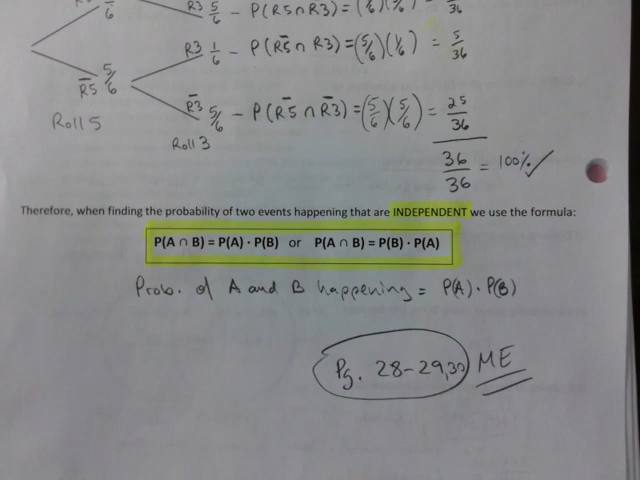 R3 5/6 – P(R5 ∩ R̄3) = (1/6)(5/6) = 5/36
R3 1/6 – P(R̄5 ∩ R3) = (5/6)(1/6) = 5/36
R̄5 5/6
R̄3 5/6 – P(R̄5 ∩ R̄3) = (5/6)(5/6) = 25/36
Roll 5
Roll 3
36/36 = 100% ✓
Therefore, when finding the probability of two events happening that are INDEPENDENT we use the formula:
P(A ∩ B) = P(A) · P(B) or P(A ∩ B) = P(B) · P(A)
Prob. of A and B happening = P(A) · P(B)
Pg. 28-29,30 ME